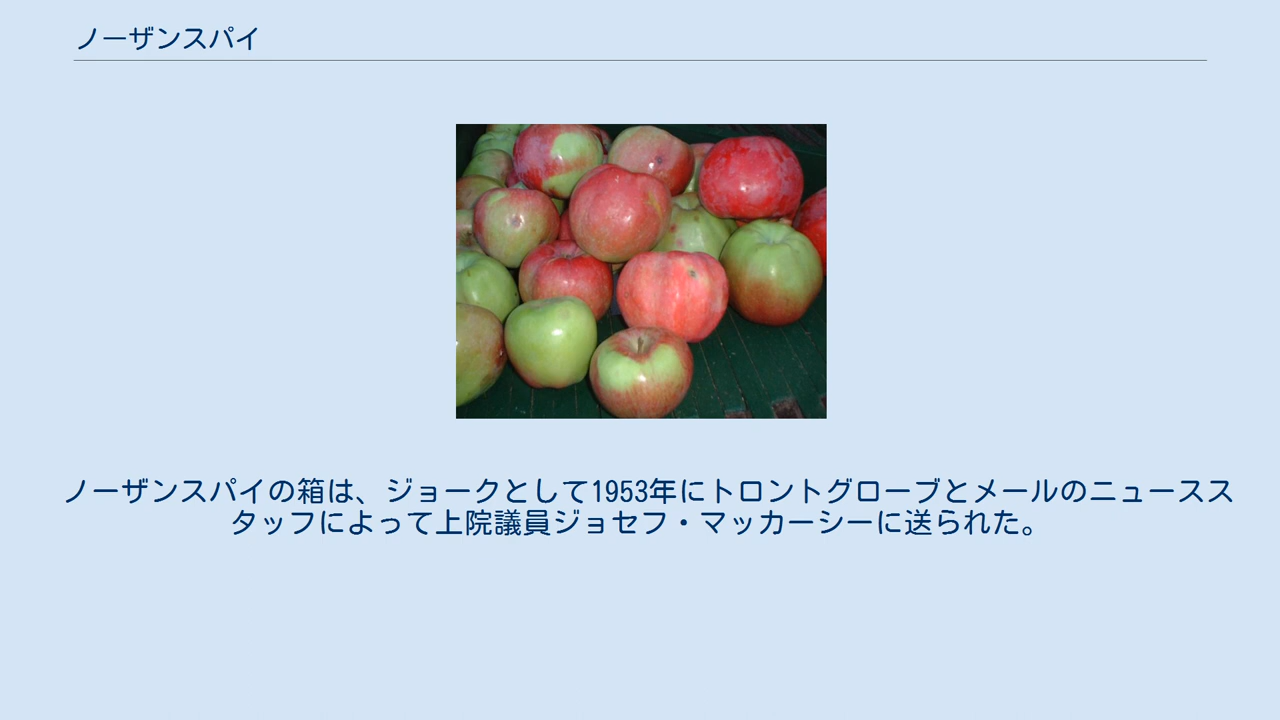 ノーザンスパイ
ノーザンスパイの箱は、ジョークとして1953年にトロントグローブとメールのニュースス
タッフによって上院議員ジョセフ・マッカーシーに送られた。